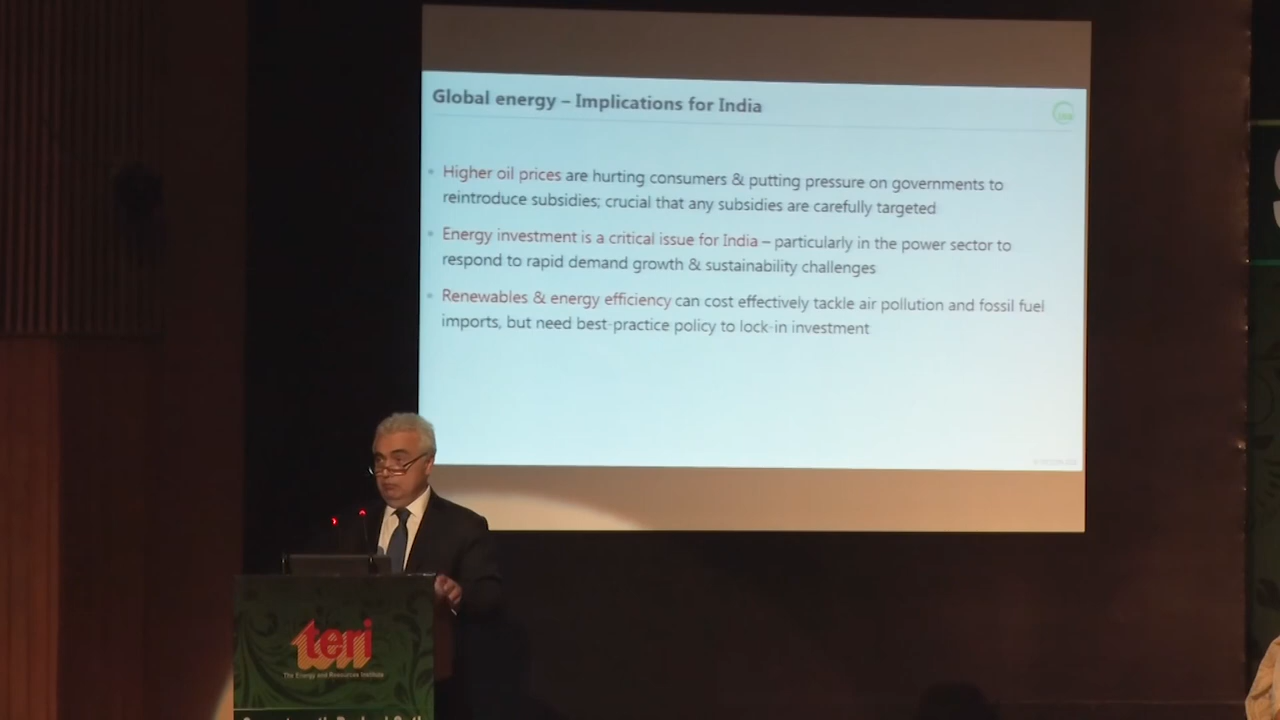 Global energy – Implications for India
Higher oil prices are hurting consumers & putting pressure on governments to
reintroduce subsidies; crucial that any subsidies are carefully targeted
Energy investment is a critical issue for India – particularly in the power sector to
respond to rapid demand growth & sustainability challenges
Renewables & energy efficiency can cost effectively tackle air pollution and fossil fuel
imports, but need best-practice policy to lock-in investment
teri
The Energy and Resources Institute